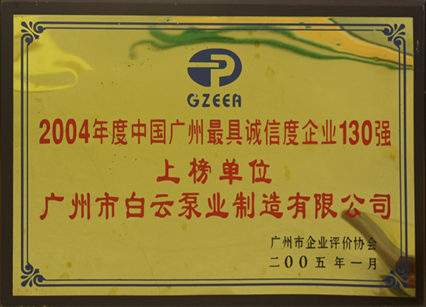 GZEEA
2004年度中国广州最具诚信度企业130强
上榜单位
广州市白云泵业制造有限公司
广州市企业评价协会
二〇〇五年一月